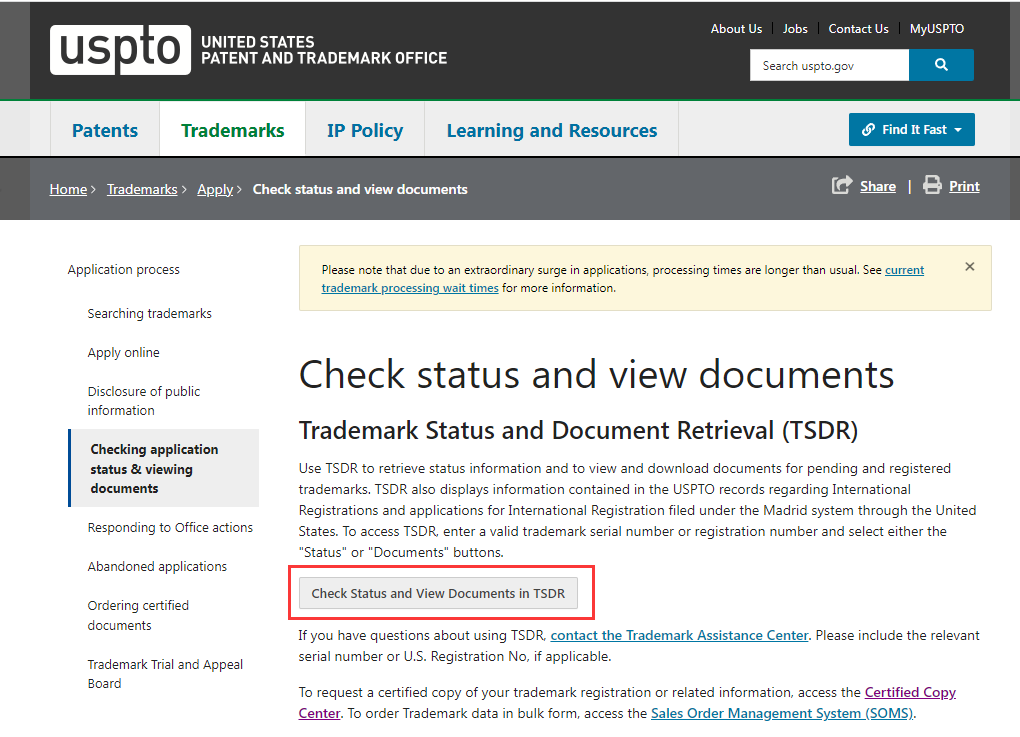 About Us Jobs Contact Us MyUSPTO
uspto UNITED STATES
PATENT AND TRADEMARK OFFICE
Search uspto.gov
Patents Trademarks IP Policy Learning and Resources Find It Fast
Home > Trademarks > Apply > Check status and view documents Share | Print
Application process
Searching trademarks
Apply online
Disclosure of public
information
Checking application
status & viewing
documents
Responding to Office actions
Abandoned applications
Ordering certified
documents
Trademark Trial and Appeal
Board
Please note that due to an extraordinary surge in applications, processing times are longer than usual. See current
trademark processing wait times for more information.
Check status and view documents
Trademark Status and Document Retrieval (TSDR)
Use TSDR to retrieve status information and to view and download documents for pending and registered
trademarks. TSDR also displays information contained in the USPTO records regarding International
Registrations and applications for International Registration filed under the Madrid system through the United
States. To access TSDR, enter a valid trademark serial number or registration number and select either the
"Status" or "Documents" buttons.
Check Status and View Documents in TSDR
If you have questions about using TSDR, contact the Trademark Assistance Center. Please include the relevant
serial number or U.S. Registration No, if applicable.
To request a certified copy of your trademark registration or related information, access the Certified Copy
Center. To order Trademark data in bulk form, access the Sales Order Management System (SOMS).